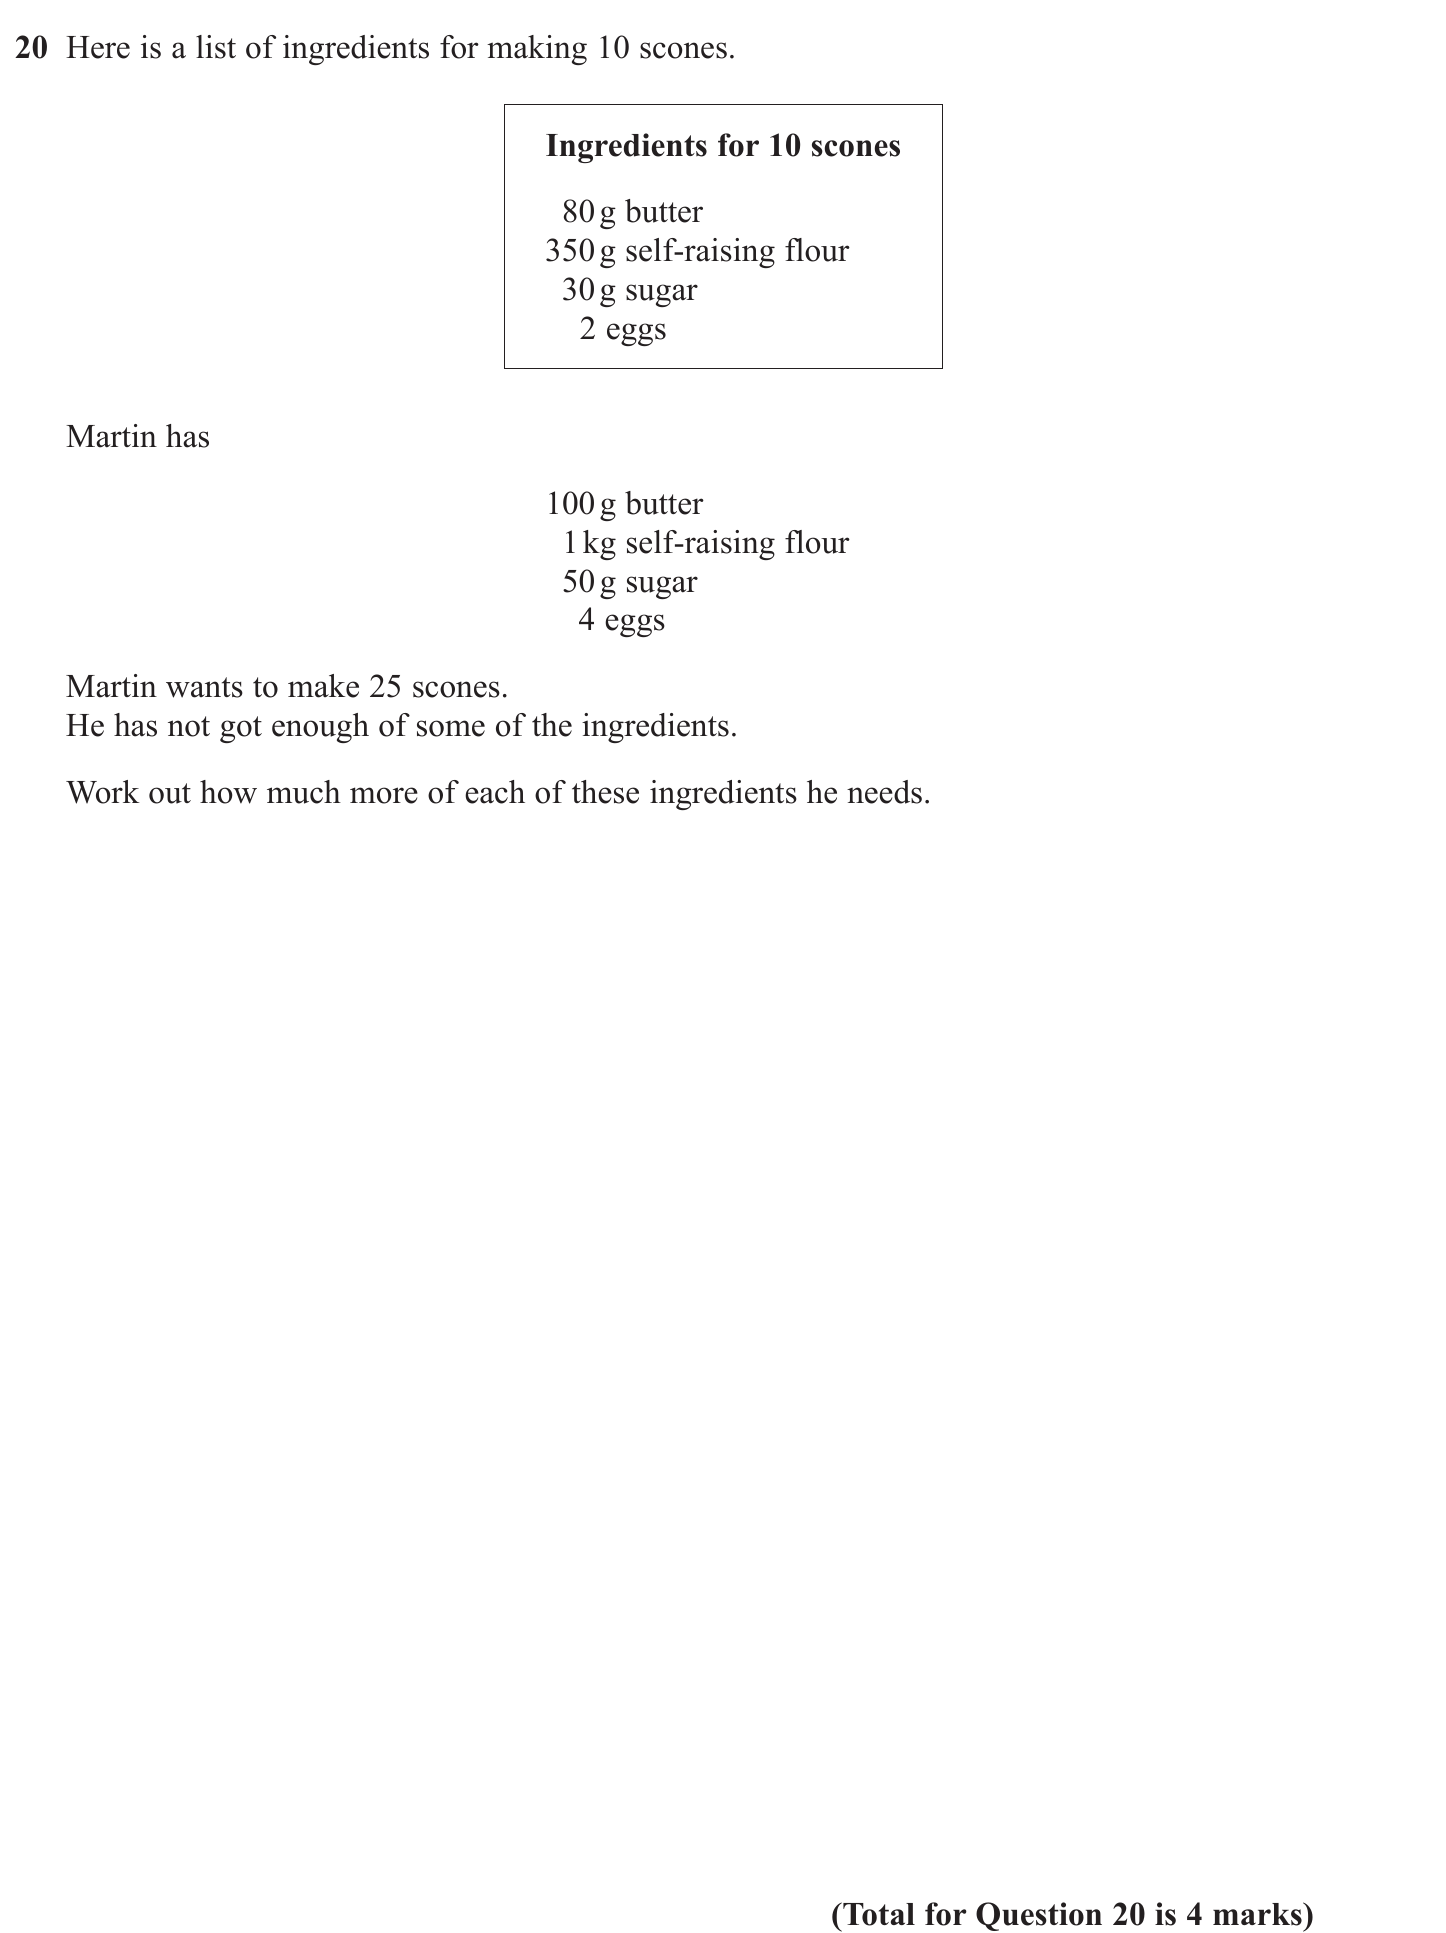 20 Here is a list of ingredients for making 10 scones.
Ingredients for 10 scones
80 g butter
350 g self-raising flour
30 g sugar
2 eggs
Martin has
100 g butter
1 kg self-raising flour
50 g sugar
4 eggs
Martin wants to make 25 scones.
He has not got enough of some of the ingredients.
Work out how much more of each of these ingredients he needs.
(Total for Question 20 is 4 marks)